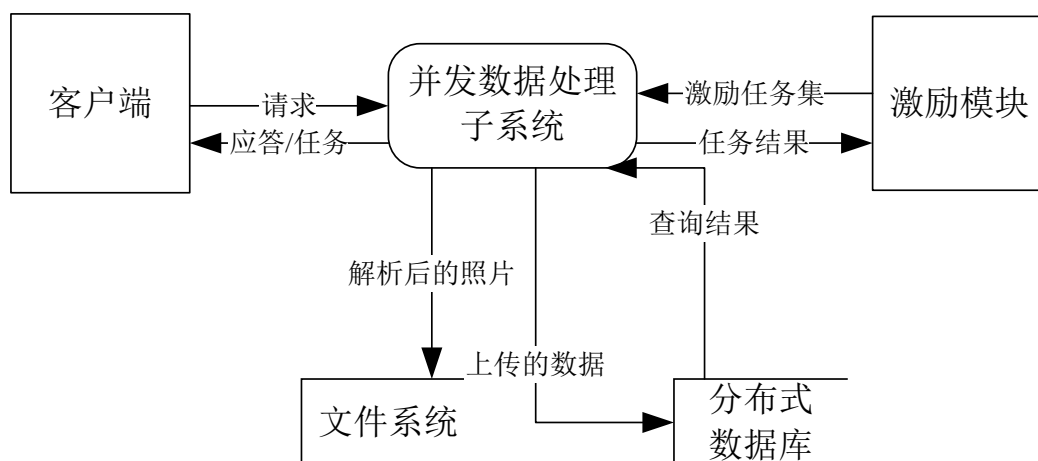 客户端
请求
应答/任务
并发数据处理
子系统
激励任务集
任务结果
激励模块
查询结果
解析后的照片
上传的数据
文件系统
分布式
数据库